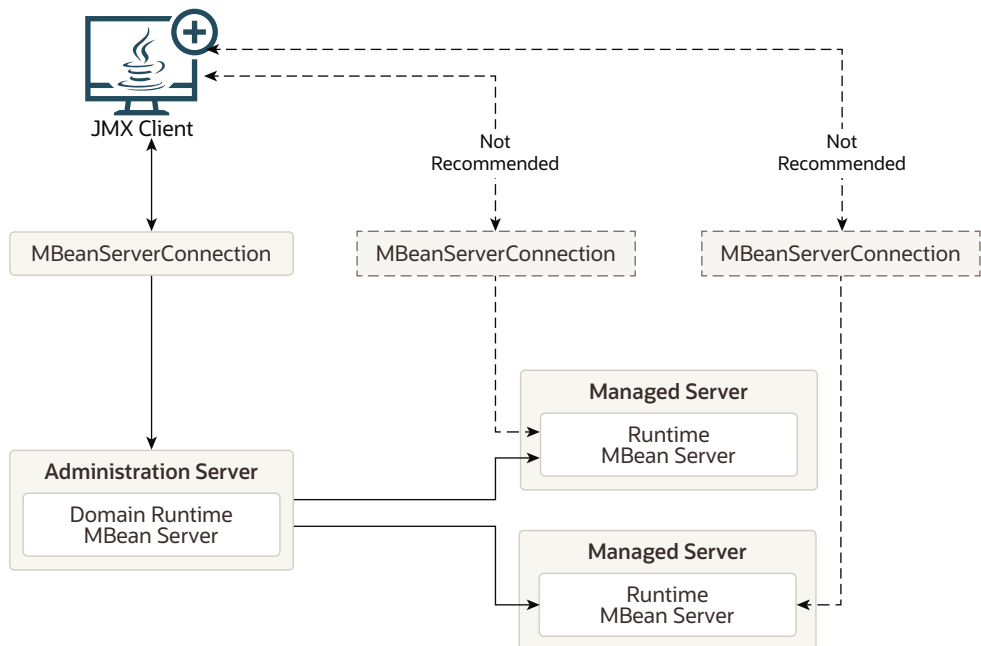 JMX Client
Not
Recommended
Not
Recommended
MBeanServerConnection
MBeanServerConnection
MBeanServerConnection
Managed Server
Runtime
MBean Server
Administration Server
Domain Runtime
MBean Server
Managed Server
Runtime
MBean Server